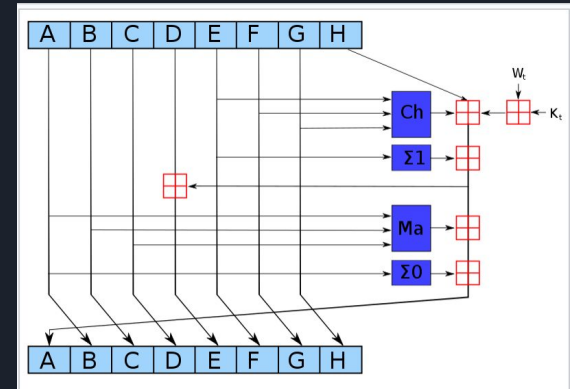 A B C D E F G H
Wt
Ch
Kt
Σ1
Ma
Σ0
A B C D E F G H